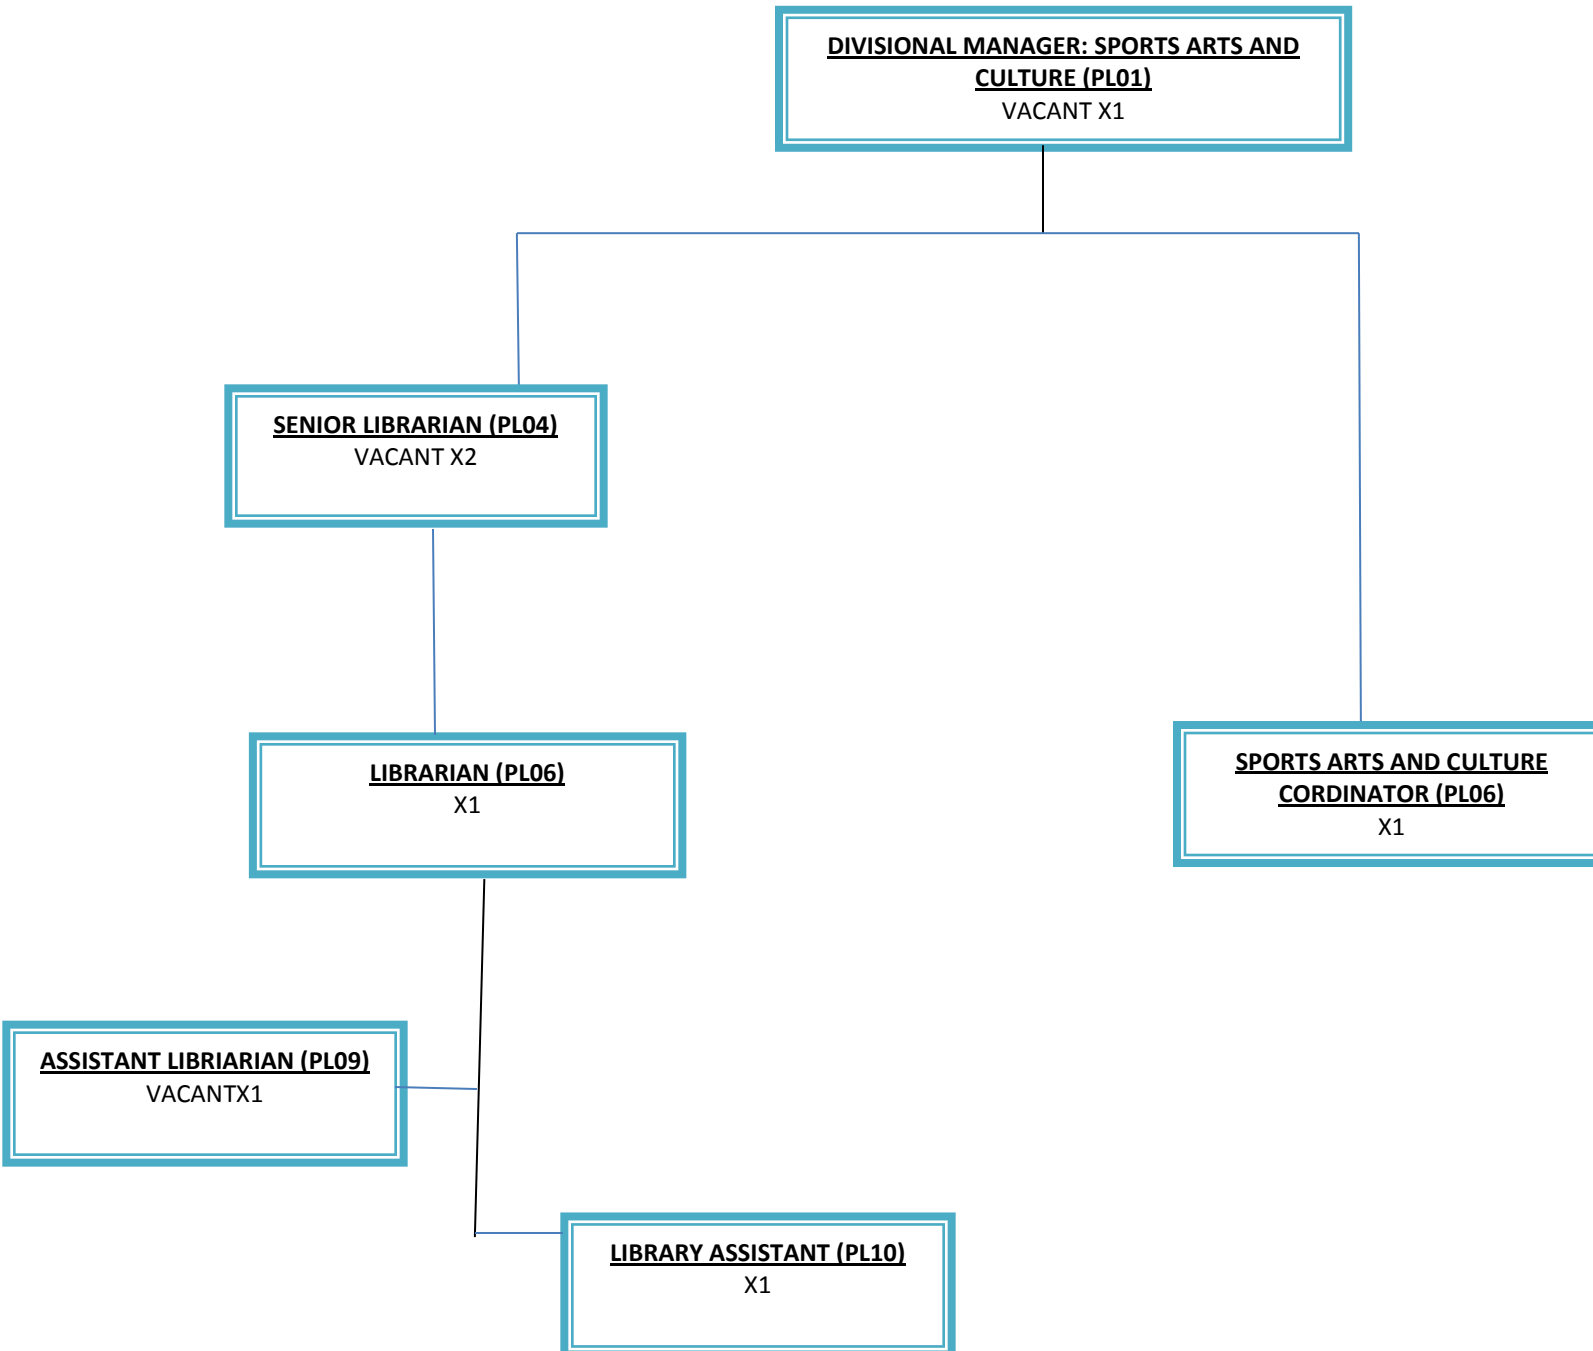 DIVISIONAL MANAGER: SPORTS ARTS AND
CULTURE (PL01)
VACANT X1
SENIOR LIBRARIAN (PL04)
VACANT X2
LIBRARIAN (PL06)
X1
SPORTS ARTS AND CULTURE
CORDINATOR (PL06)
X1
ASSISTANT LIBRIARIAN (PL09)
VACANTX1
LIBRARY ASSISTANT (PL10)
X1